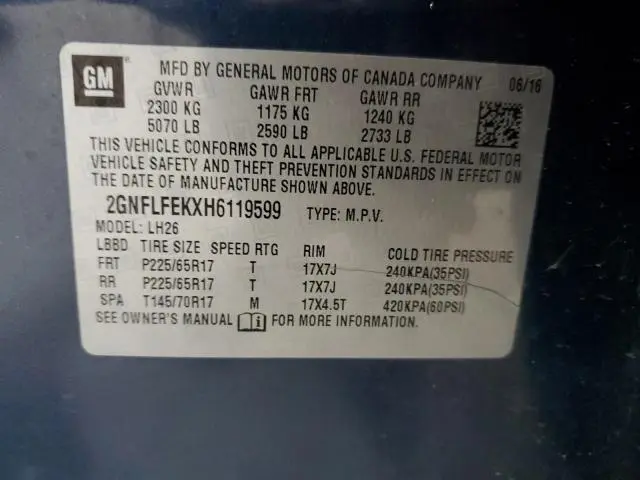 GM
MFD BY GENERAL MOTORS OF CANADA COMPANY 06/16
GVWR GAWR FRT GAWR RR
2300 KG 1175 KG 1240 KG
5070 LB 2590 LB 2733 LB
THIS VEHICLE CONFORMS TO ALL APPLICABLE U.S. FEDERAL MOTOR
VEHICLE SAFETY AND THEFT PREVENTION STANDARDS IN EFFECT ON
THE DATE OF MANUFACTURE SHOWN ABOVE.
2GNFLFEKXH6119599 TYPE: M.P.V.
MODEL: LH26
LBBD TIRE SIZE SPEED RTG RIM COLD TIRE PRESSURE
FRT P225/65R17 T 17X7J 240KPA(35PSI)
RR P225/65R17 T 17X7J 240KPA(35PSI)
SPA T145/70R17 M 17X4.5T 420KPA(60PSI)
SEE OWNER'S MANUAL i FOR MORE INFORMATION.